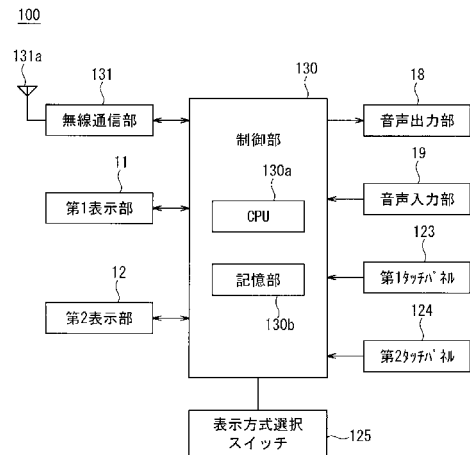 100
131a
131
130
18
無線通信部
制御部
音声出力部
11
130a
19
第1表示部
CPU
音声入力部
123
12
記憶部
第1タッチパネル
第2表示部
130b
124
第2タッチパネル
表示方式選択
スイッチ
125